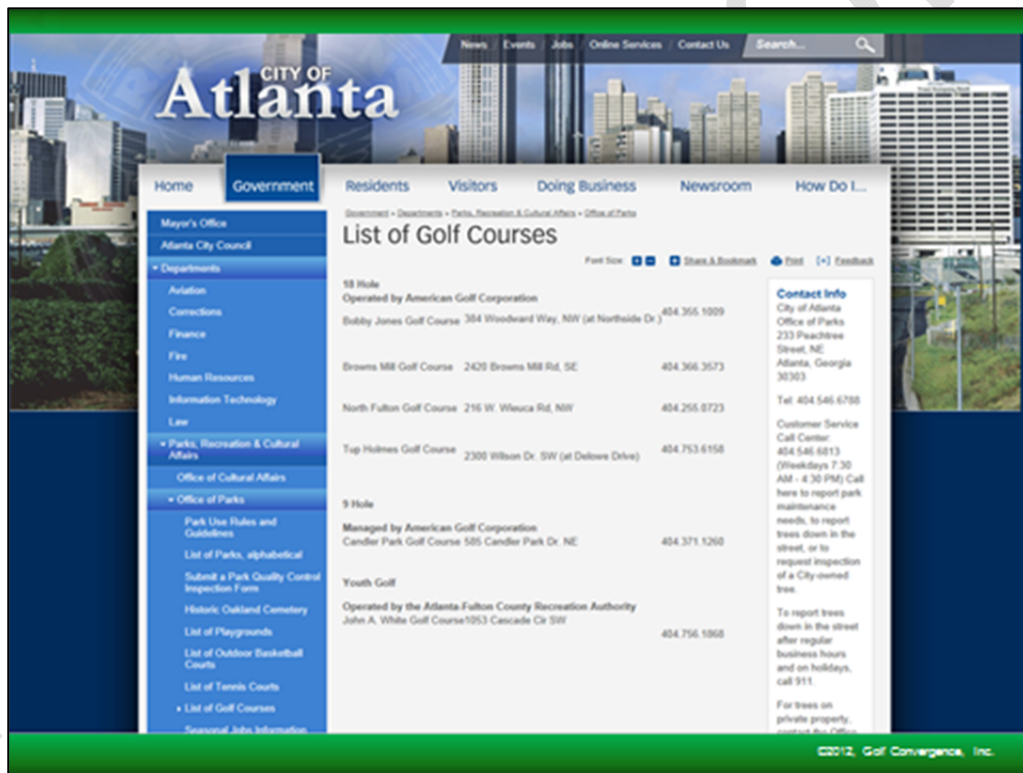 News / Events / Jobs / Online Services / Contact Us
Search...
CITY OF
Atlanta
Home
Government
Residents
Visitors
Doing Business
Newsroom
How Do I...
Mayor's Office
Atlanta City Council
Departments
Aviation
Corrections
Finance
Fire
Human Resources
Information Technology
Law
Parks, Recreation & Cultural
Affairs
Office of Cultural Affairs
Office of Parks
Park Use Rules and
Guidelines
List of Parks, alphabetical
Submit a Park Quality Control
Inspection Form
Historic Oakland Cemetery
List of Playgrounds
List of Outdoor Basketball
Courts
List of Tennis Courts
List of Golf Courses
Seasonal Jobs Information
Government » Departments » Parks, Recreation & Cultural Affairs » Office of Parks
List of Golf Courses
Font Size: + - Share & Bookmark Print [+] Feedback
18 Hole
Operated by American Golf Corporation
Bobby Jones Golf Course 384 Woodward Way, NW (at Northside Dr.) 404.355.1009
Browns Mill Golf Course 2420 Browns Mill Rd, SE 404.366.3573
North Fulton Golf Course 216 W. Wieuca Rd, NW 404.255.0723
Tup Holmes Golf Course 2300 Wilson Dr. SW (at Delowe Drive) 404.753.6158
9 Hole
Managed by American Golf Corporation
Candler Park Golf Course 585 Candler Park Dr. NE 404.371.1260
Youth Golf
Operated by the Atlanta-Fulton County Recreation Authority
John A. White Golf Course1053 Cascade Cir SW
404.756.1868
Contact Info
City of Atlanta
Office of Parks
233 Peachtree
Street, NE
Atlanta, Georgia
30303
Tel: 404.546.6788
Customer Service
Call Center:
404.546.6813
(Weekdays 7:30
AM - 4:30 PM) Call
here to report park
maintenance
needs, to report
trees down in the
street, or to
request inspection
of a City-owned
tree.
To report trees
down in the street
after regular
business hours
and on holidays,
call 911.
For trees on
private property,
contact the Office
©2012, Golf Convergence, Inc.